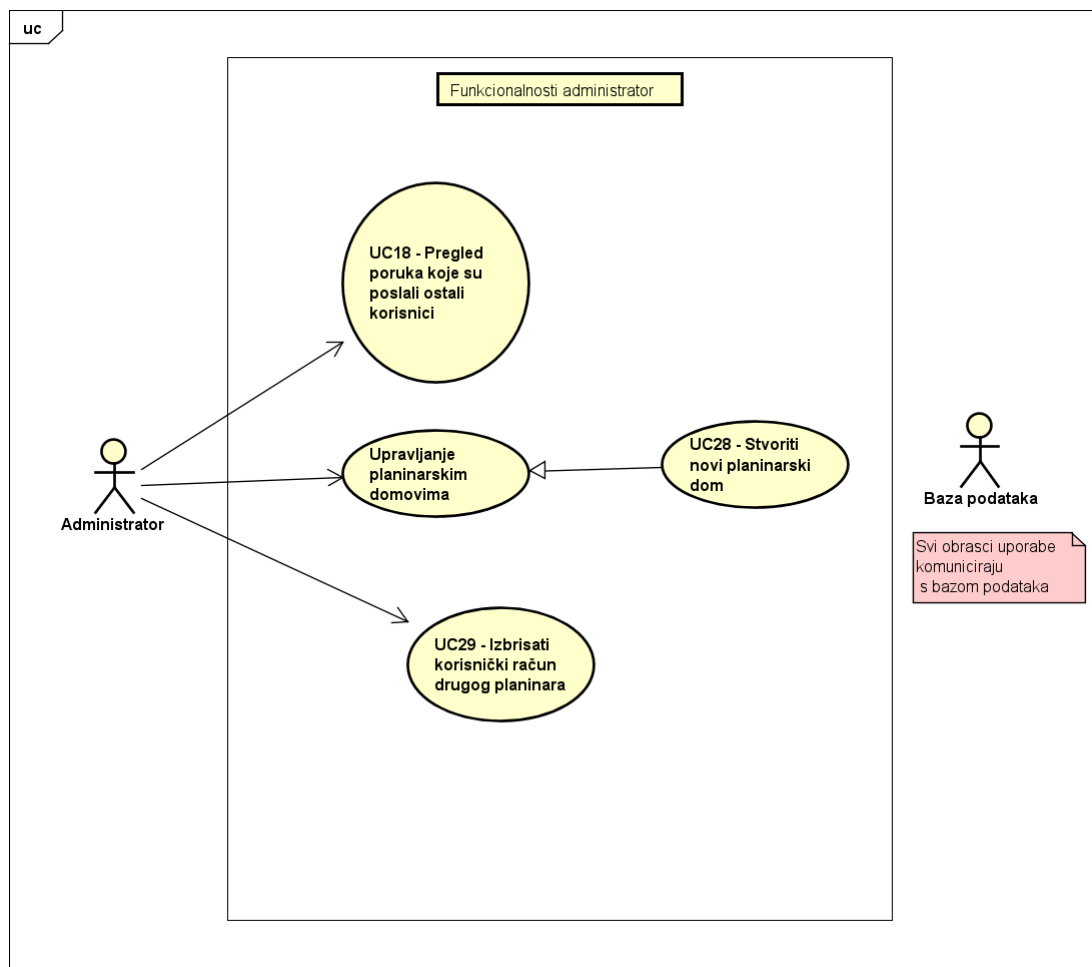 uc
Funkcionalnosti administrator
UC18 - Pregled
poruka koje su
poslali ostali
korisnici
Administrator
Upravljanje
planinarskim
domovima
UC28 - Stvoriti
novi planinarski
dom
Baza podataka
Svi obrasci uporabe
komuniciraju
s bazom podataka
UC29 - Izbrisati
korisnički račun
drugog planinara